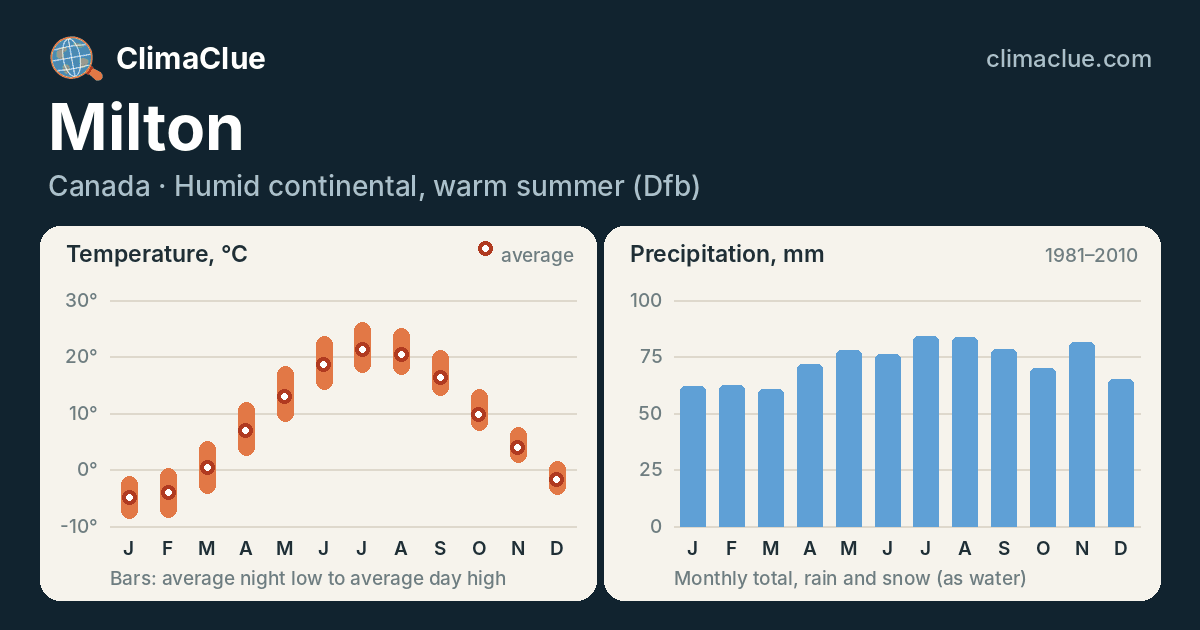 ClimaClue
climaclue.com
Milton
Canada · Humid continental, warm summer (Dfb)
Temperature, °C
average
30°
20°
10°
0°
-10°
J F M A M J J A S O N D
Bars: average night low to average day high
Precipitation, mm
1981–2010
100
75
50
25
0
J F M A M J J A S O N D
Monthly total, rain and snow (as water)